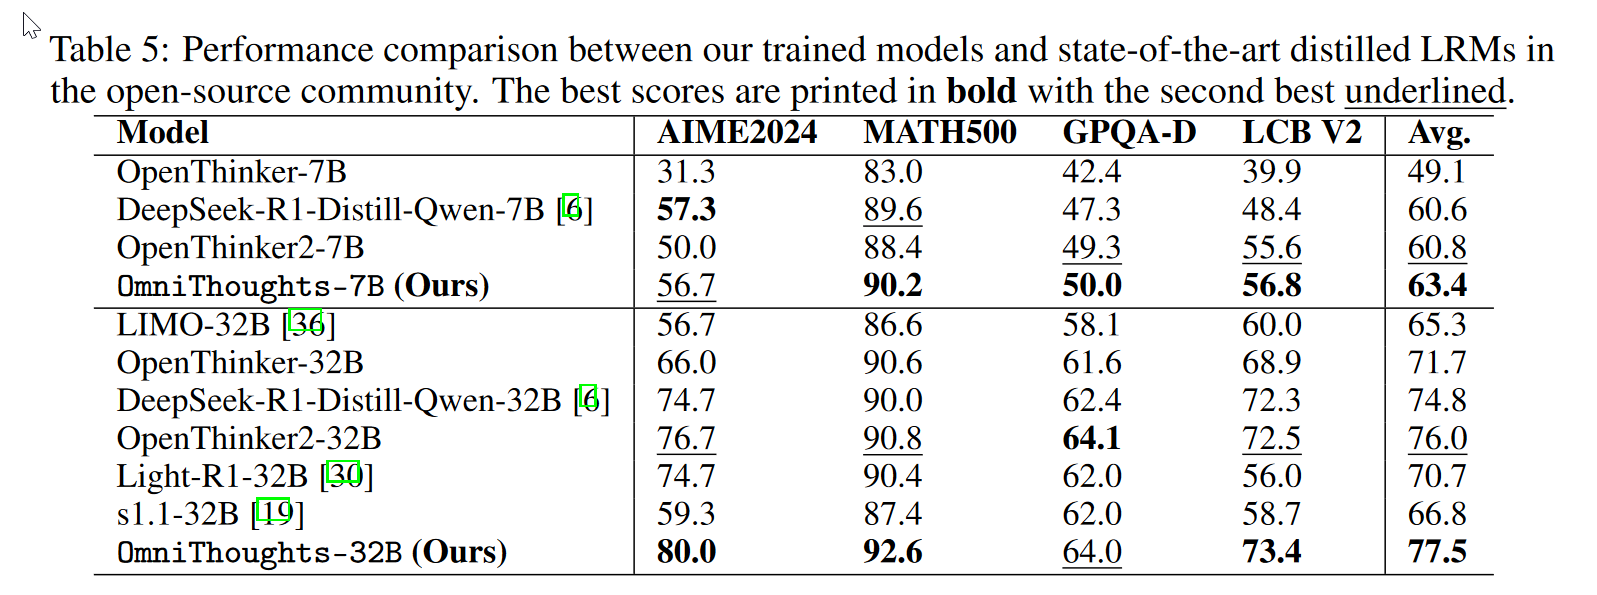 Table 5: Performance comparison between our trained models and state-of-the-art distilled LRMs in
the open-source community. The best scores are printed in bold with the second best underlined.
Model AIME2024 MATH500 GPQA-D LCB V2 Avg.
OpenThinker-7B 31.3 83.0 42.4 39.9 49.1
DeepSeek-R1-Distill-Qwen-7B [6] 57.3 89.6 47.3 48.4 60.6
OpenThinker2-7B 50.0 88.4 49.3 55.6 60.8
OmniThoughts-7B (Ours) 56.7 90.2 50.0 56.8 63.4
LIMO-32B [36] 56.7 86.6 58.1 60.0 65.3
OpenThinker-32B 66.0 90.6 61.6 68.9 71.7
DeepSeek-R1-Distill-Qwen-32B [6] 74.7 90.0 62.4 72.3 74.8
OpenThinker2-32B 76.7 90.8 64.1 72.5 76.0
Light-R1-32B [30] 74.7 90.4 62.0 56.0 70.7
s1.1-32B [19] 59.3 87.4 62.0 58.7 66.8
OmniThoughts-32B (Ours) 80.0 92.6 64.0 73.4 77.5